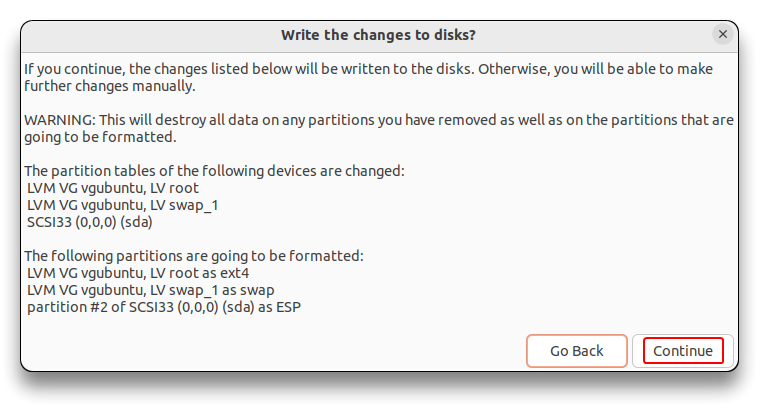 Write the changes to disks?
If you continue, the changes listed below will be written to the disks. Otherwise, you will be able to make
further changes manually.
WARNING: This will destroy all data on any partitions you have removed as well as on the partitions that are
going to be formatted.
The partition tables of the following devices are changed:
LVM VG vgubuntu, LV root
LVM VG vgubuntu, LV swap_1
SCSI33 (0,0,0) (sda)
The following partitions are going to be formatted:
LVM VG vgubuntu, LV root as ext4
LVM VG vgubuntu, LV swap_1 as swap
partition #2 of SCSI33 (0,0,0) (sda) as ESP
Go Back
Continue